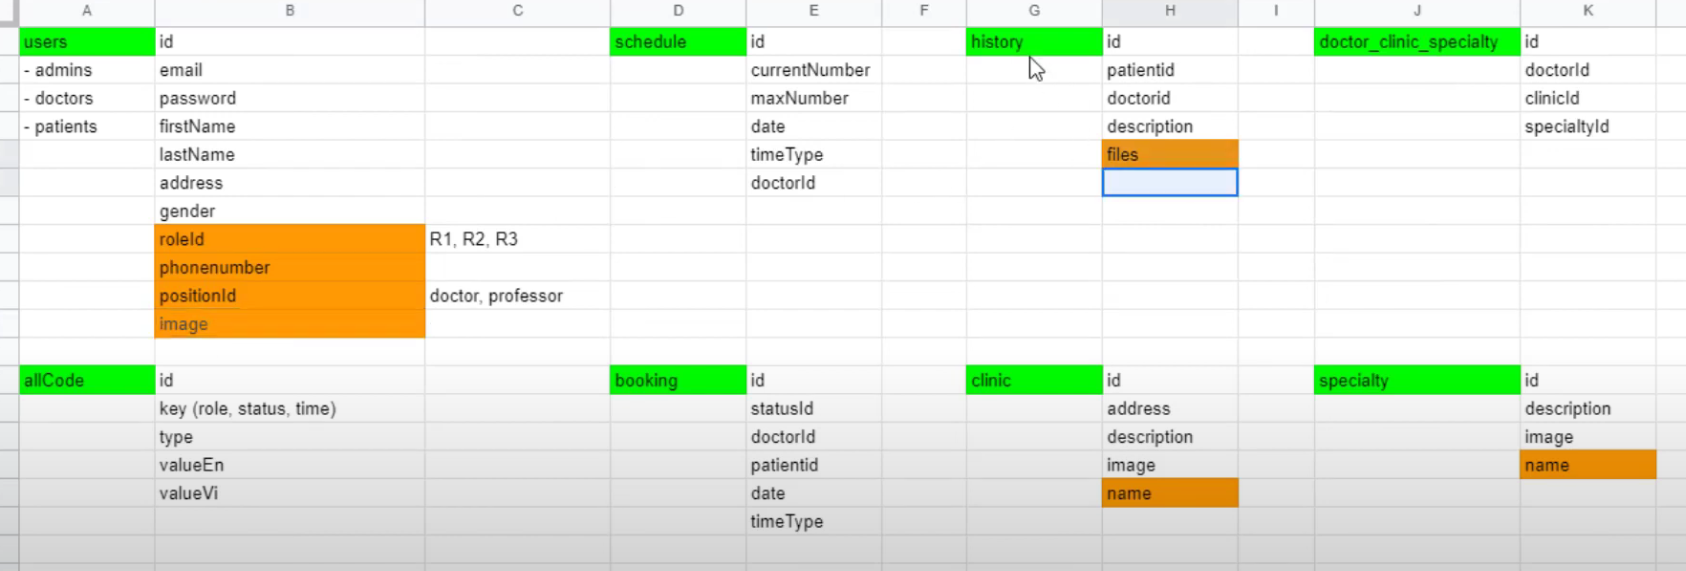 A B C D E F G H I J K
users id schedule id history id doctor_clinic_specialty id
- admins email currentNumber patientid doctorId
- doctors password maxNumber doctorid clinicId
- patients firstName date description specialtyId
lastName timeType files
address doctorId
gender
roleId R1, R2, R3
phonenumber
positionId doctor, professor
image
allCode id booking id clinic id specialty id
key (role, status, time) statusId address description
type doctorId description image
valueEn patientid image name
valueVi date name
timeType